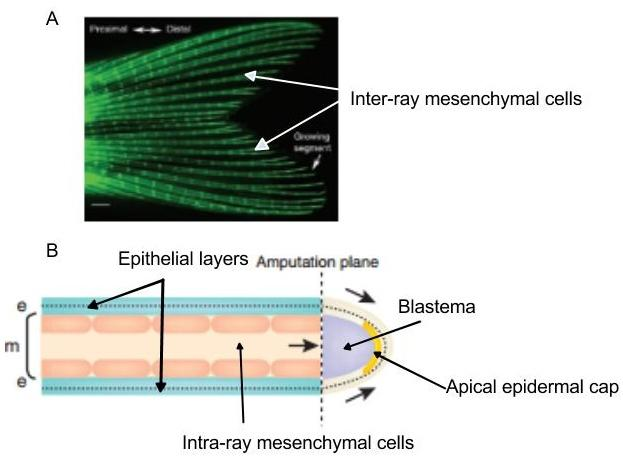 A
Proximal Distal
Inter-ray mesenchymal cells
Growing
segment
B
Epithelial layers
Amputation plane
e
Blastema
m
e
Apical epidermal cap
Intra-ray mesenchymal cells